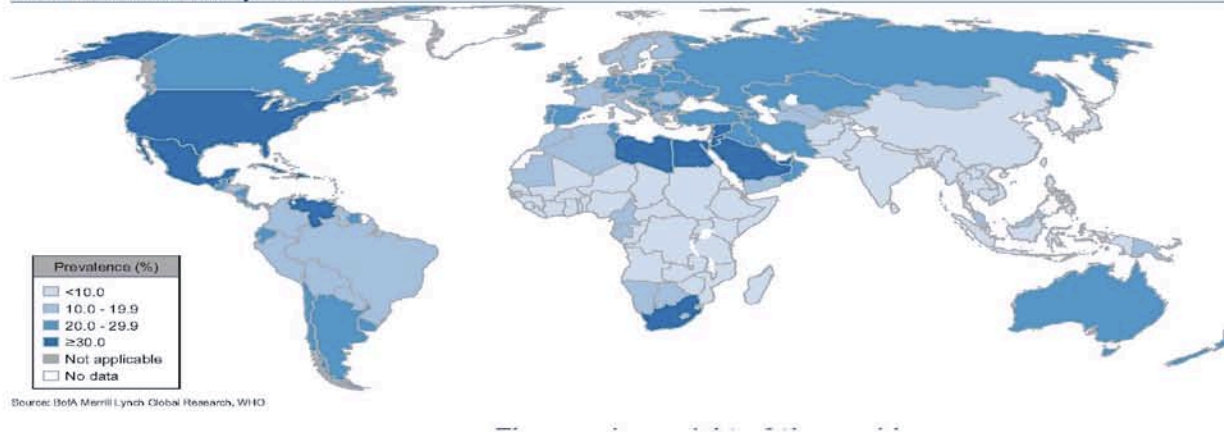 Prevalence (%)
<10.0
10.0 - 19.9
20.0 - 29.9
≥30.0
Not applicable
No data
Source: BofA Merrill Lynch Global Research, WHO